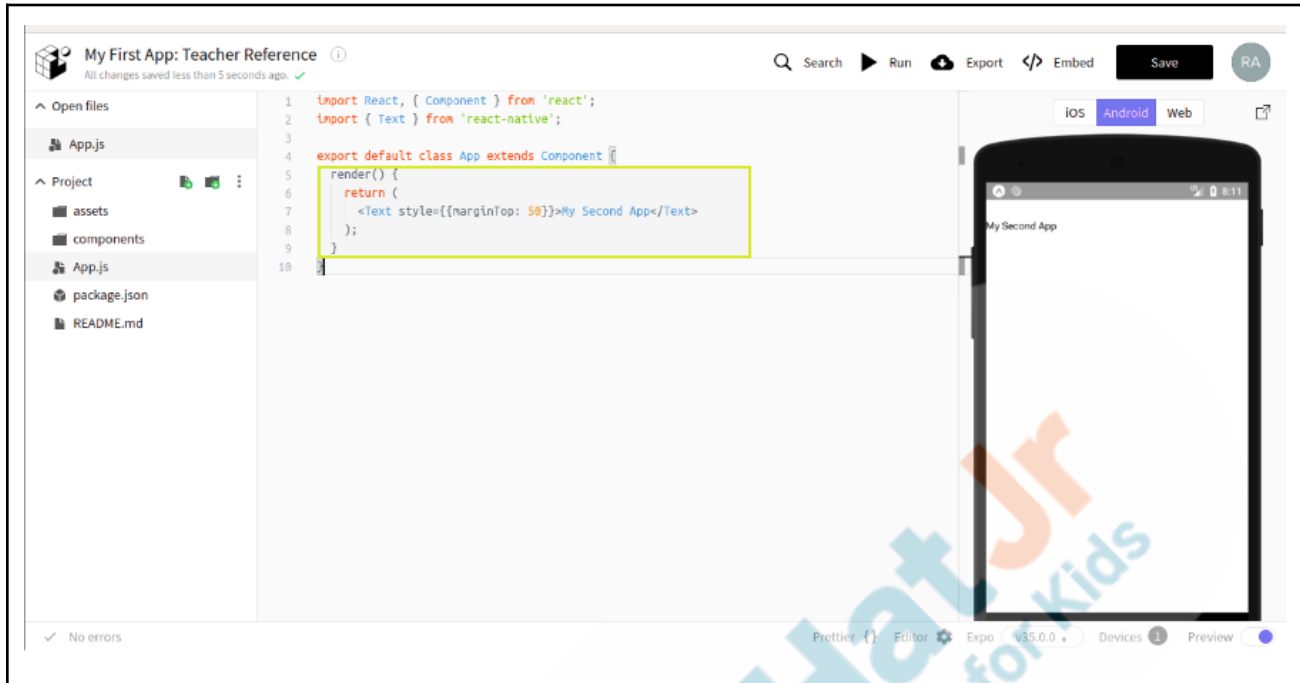 My First App: Teacher Reference
All changes saved less than 5 seconds ago.
Search Run Export </> Embed Save RA
Open files
App.js
Project
assets
components
App.js
package.json
README.md
1 import React, { Component } from 'react';
2 import { Text } from 'react-native';
3
4 export default class App extends Component {
5 render() {
6 return (
7 <Text style={{marginTop: 50}}>My Second App</Text>
8 );
9 }
10 }
iOS Android Web
8:11
My Second App
Hat Jr
for Kids
No errors
Prettier { } Editor Expo v35.0.0 Devices 1 Preview